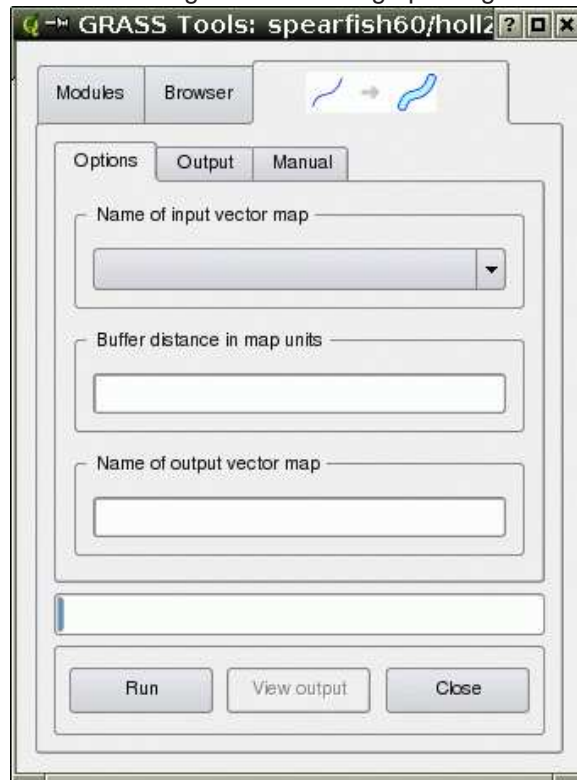 GRASS Tools: spearfish60/holl2
Modules Browser
Options Output Manual
Name of input vector map
Buffer distance in map units
Name of output vector map
Run View output Close